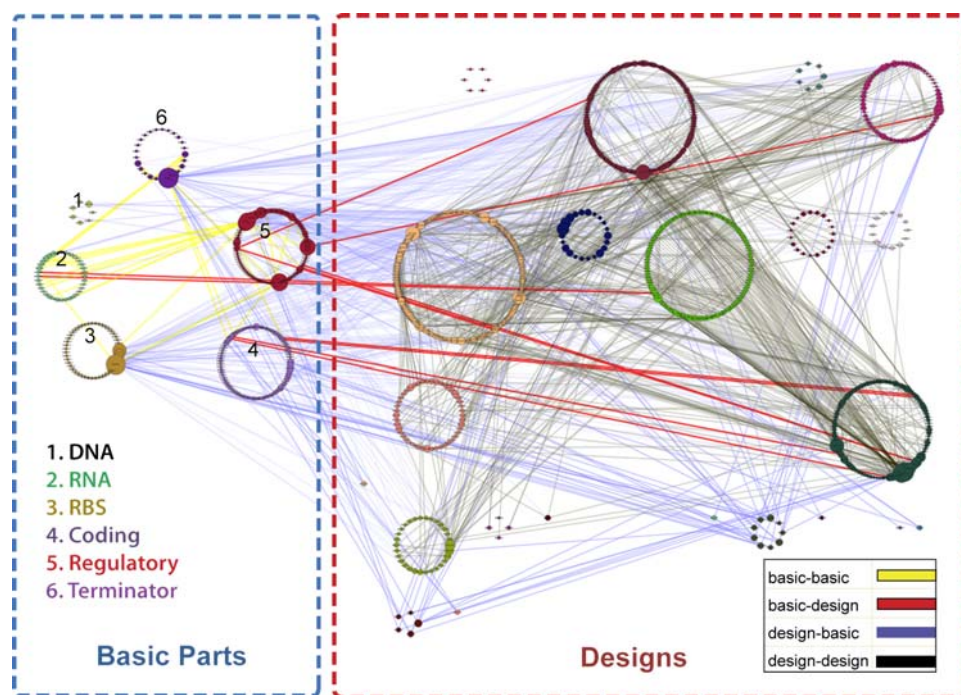 6
1
5
2
3
4
1. DNA
2. RNA
3. RBS
4. Coding
5. Regulatory
6. Terminator
basic-basic
basic-design
design-basic
design-design
Basic Parts
Designs